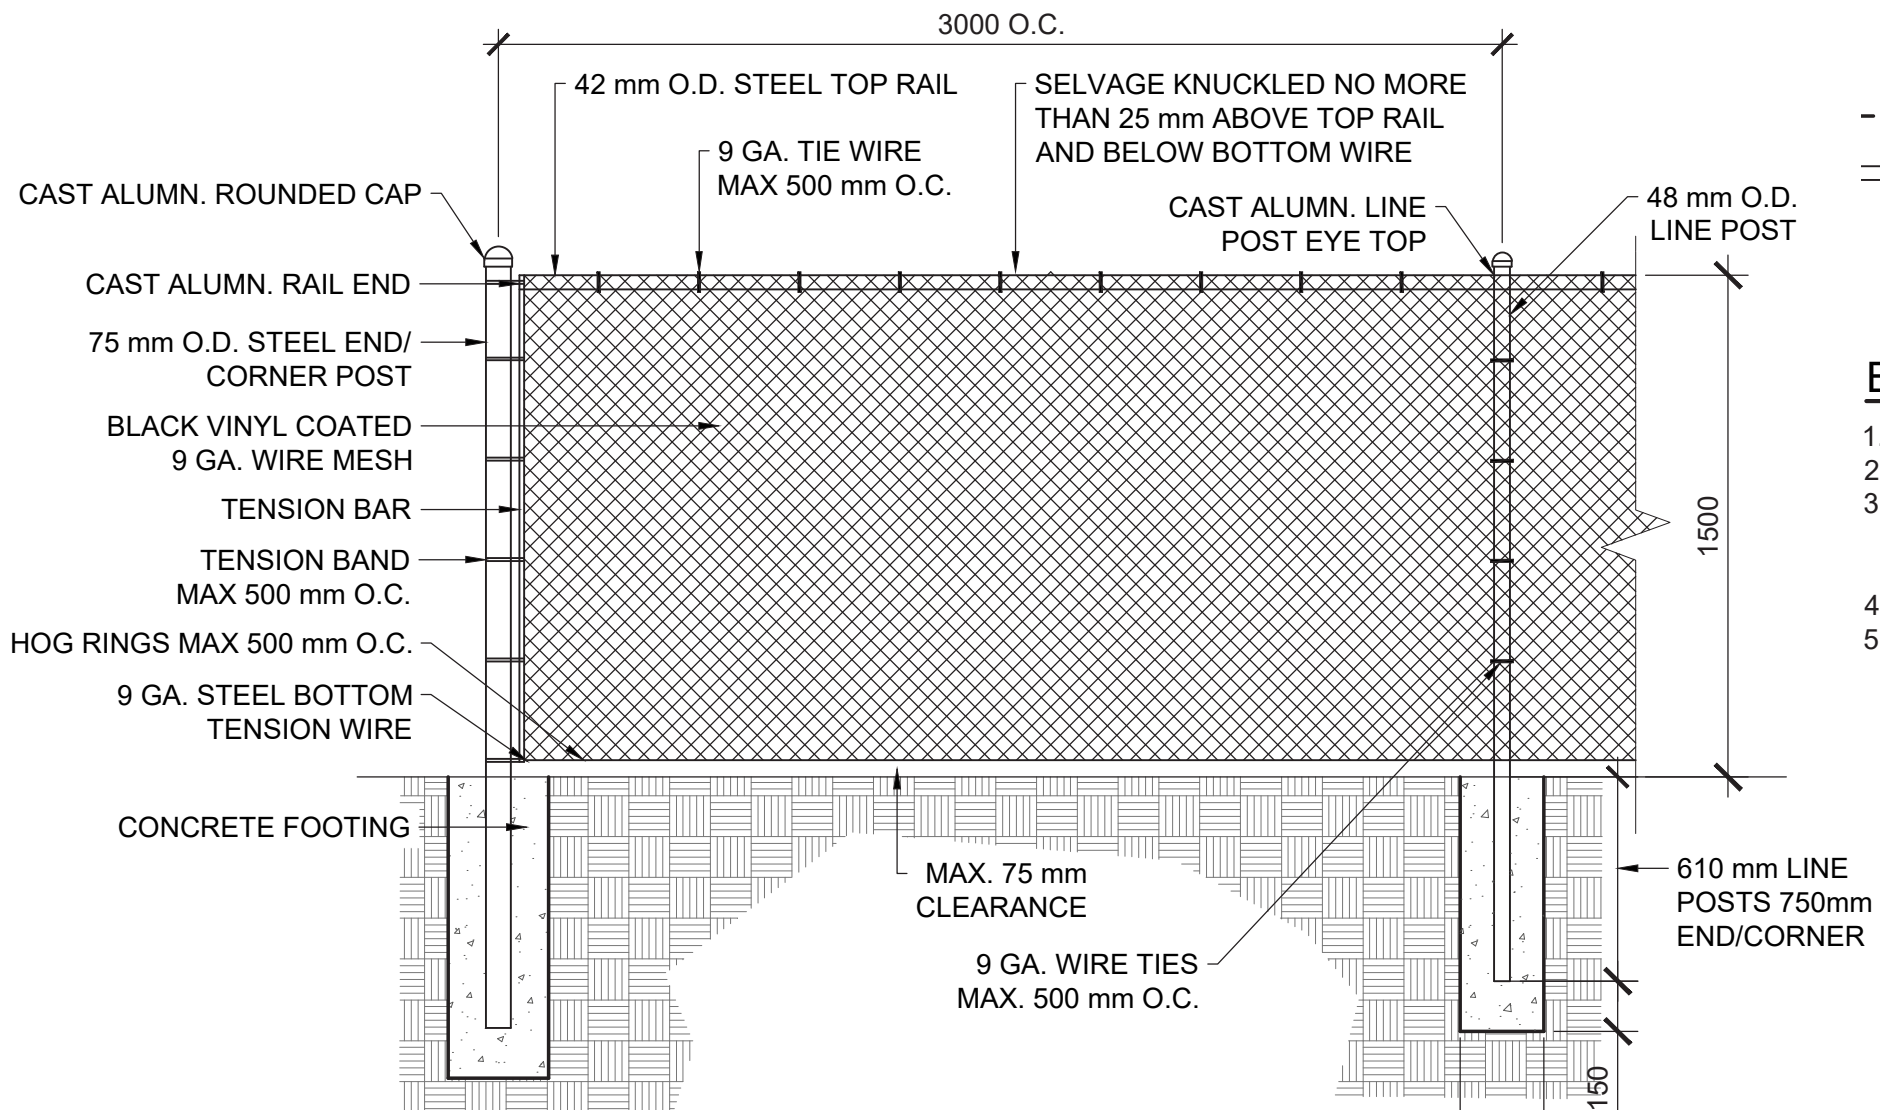 3000 O.C.
42 mm O.D. STEEL TOP RAIL
SELVAGE KNUCKLED NO MORE
THAN 25 mm ABOVE TOP RAIL
AND BELOW BOTTOM WIRE
9 GA. TIE WIRE
MAX 500 mm O.C.
CAST ALUMN. ROUNDED CAP
CAST ALUMN. LINE
POST EYE TOP
48 mm O.D.
LINE POST
CAST ALUMN. RAIL END
75 mm O.D. STEEL END/
CORNER POST
BLACK VINYL COATED
9 GA. WIRE MESH
TENSION BAR
TENSION BAND
MAX 500 mm O.C.
HOG RINGS MAX 500 mm O.C.
9 GA. STEEL BOTTOM
TENSION WIRE
1500
CONCRETE FOOTING
MAX. 75 mm
CLEARANCE
9 GA. WIRE TIES
MAX. 500 mm O.C.
610 mm LINE
POSTS 750mm
END/CORNER
150
1.
2
3
4
5